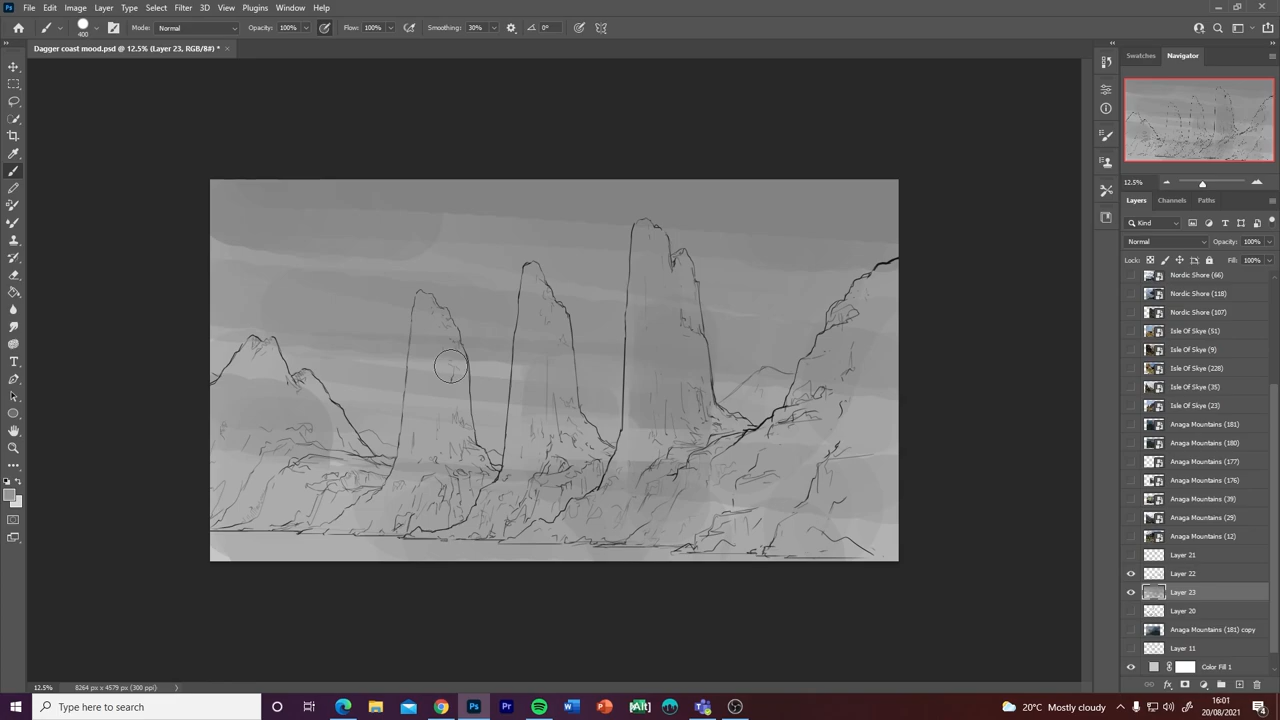 Ps File Edit Image Layer Type Select Filter 3D View Plugins Window Help
400 Mode: Normal Opacity: 100% Flow: 100% Smoothing: 30% 0°
Dagger coast mood.psd @ 12.5% (Layer 23, RGB/8#) *
Swatches Navigator
12.5%
Layers Channels Paths
Kind
Normal Opacity: 100%
Lock: Fill: 100%
Nordic Shore (66)
Nordic Shore (118)
Nordic Shore (107)
Isle Of Skye (51)
Isle Of Skye (9)
Isle Of Skye (228)
Isle Of Skye (35)
Isle Of Skye (23)
Anaga Mountains (181)
Anaga Mountains (180)
Anaga Mountains (177)
Anaga Mountains (176)
Anaga Mountains (39)
Anaga Mountains (29)
Anaga Mountains (12)
Layer 21
Layer 22
Layer 23
Layer 20
Anaga Mountains (181) copy
Layer 11
Color Fill 1
12.5% 8264 px x 4579 px (300 ppi)
Type here to search
Ps Pr W P [Alt] 20°C Mostly cloudy 16:01 20/08/2021 4